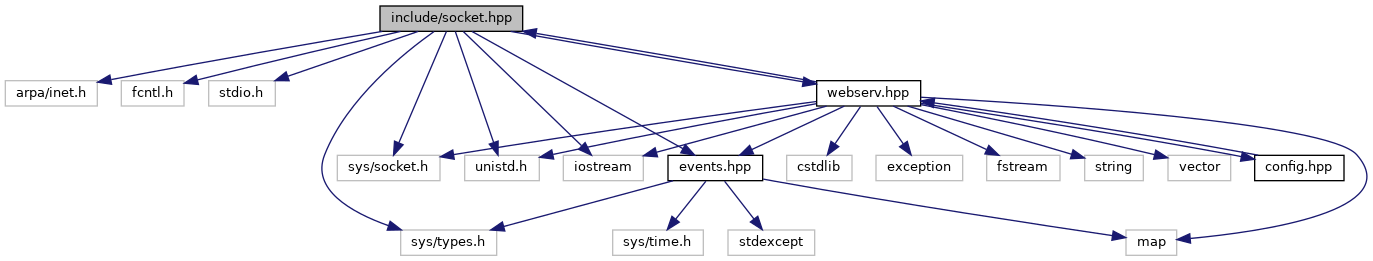 include/socket.hpp
arpa/inet.h
fcntl.h
stdio.h
webserv.hpp
sys/socket.h
unistd.h
iostream
events.hpp
cstdlib
exception
fstream
string
vector
config.hpp
sys/types.h
sys/time.h
stdexcept
map